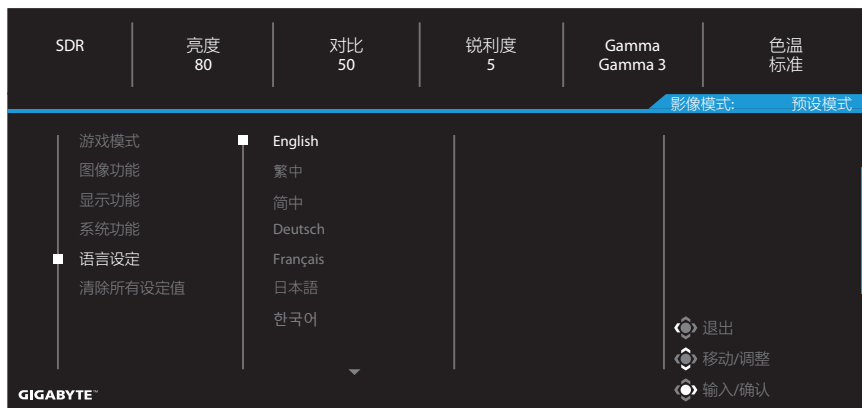 SDR
亮度
80
对比
50
锐利度
5
Gamma
Gamma 3
色温
标准
影像模式: 预设模式
游戏模式
图像功能
显示功能
系统功能
语言设定
清除所有设定值
English
繁中
简中
Deutsch
Français
日本語
한국어
退出
移动/调整
输入/确认
GIGABYTE™